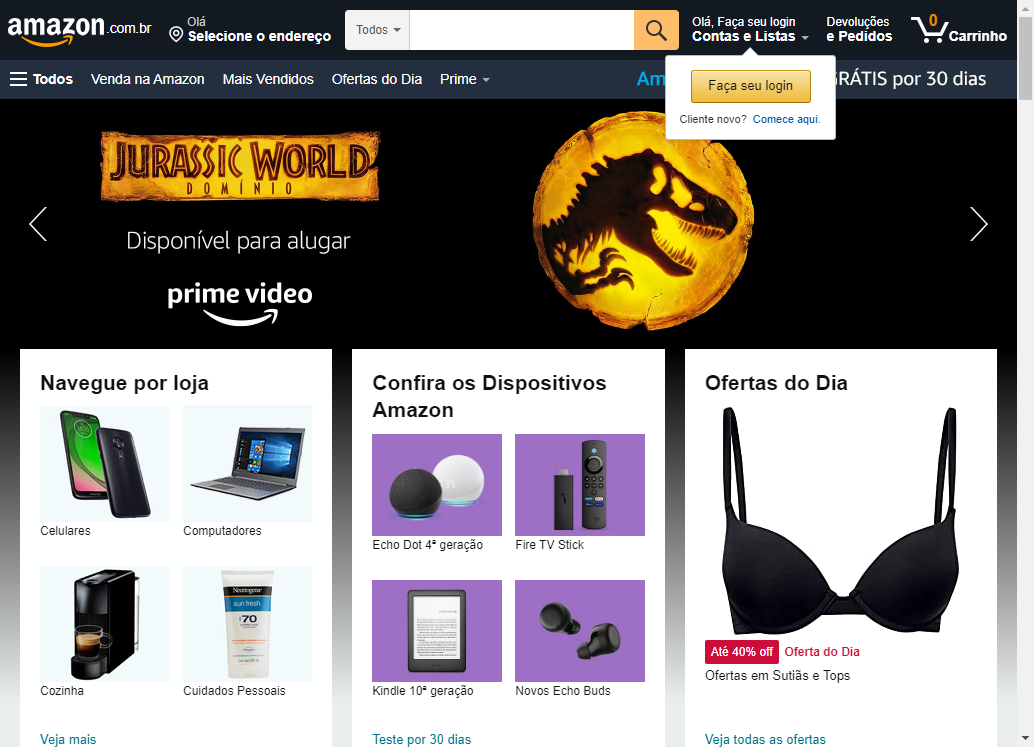 amazon.com.br
Olá
Selecione o endereço
Todos
Olá, Faça seu login
Contas e Listas
Devoluções
e Pedidos
0
Carrinho
Todos
Venda na Amazon
Mais Vendidos
Ofertas do Dia
Prime
Am
GRÁTIS por 30 dias
Faça seu login
Cliente novo? Comece aqui.
JURASSIC WORLD
DOMÍNIO
Disponível para alugar
prime video
Navegue por loja
Celulares
Computadores
Neutrogena
sun fresh
70
Cozinha
Cuidados Pessoais
Veja mais
Confira os Dispositivos
Amazon
Echo Dot 4ª geração
Fire TV Stick
Kindle 10ª geração
Novos Echo Buds
Teste por 30 dias
Ofertas do Dia
Até 40% off
Oferta do Dia
Ofertas em Sutiãs e Tops
Veja todas as ofertas